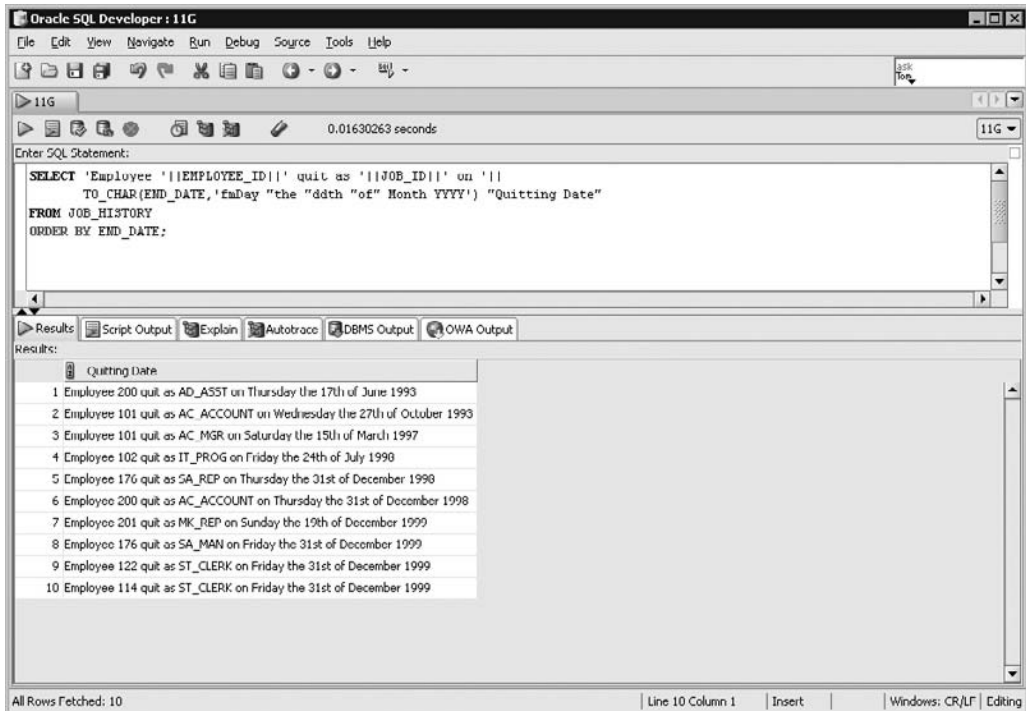 Oracle SQL Developer : 11G
File Edit View Navigate Run Debug Source Tools Help
ask
Tom
11G
0.01630263 seconds
11G
Enter SQL Statement:
SELECT 'Employee '||EMPLOYEE_ID||' quit as '||JOB_ID||' on '||
TO_CHAR(END_DATE,'fmDay "the "ddth "of" Month YYYY') "Quitting Date"
FROM JOB_HISTORY
ORDER BY END_DATE;
Results Script Output Explain Autotrace DBMS Output OWA Output
Results:
Quitting Date
1 Employee 200 quit as AD_ASST on Thursday the 17th of June 1993
2 Employee 101 quit as AC_ACCOUNT on Wednesday the 27th of October 1993
3 Employee 101 quit as AC_MGR on Saturday the 15th of March 1997
4 Employee 102 quit as IT_PROG on Friday the 24th of July 1998
5 Employee 176 quit as SA_REP on Thursday the 31st of December 1998
6 Employee 200 quit as AC_ACCOUNT on Thursday the 31st of December 1998
7 Employee 201 quit as MK_REP on Sunday the 19th of December 1999
8 Employee 176 quit as SA_MAN on Friday the 31st of December 1999
9 Employee 122 quit as ST_CLERK on Friday the 31st of December 1999
10 Employee 114 quit as ST_CLERK on Friday the 31st of December 1999
All Rows Fetched: 10 Line 10 Column 1 Insert Windows: CR/LF Editing